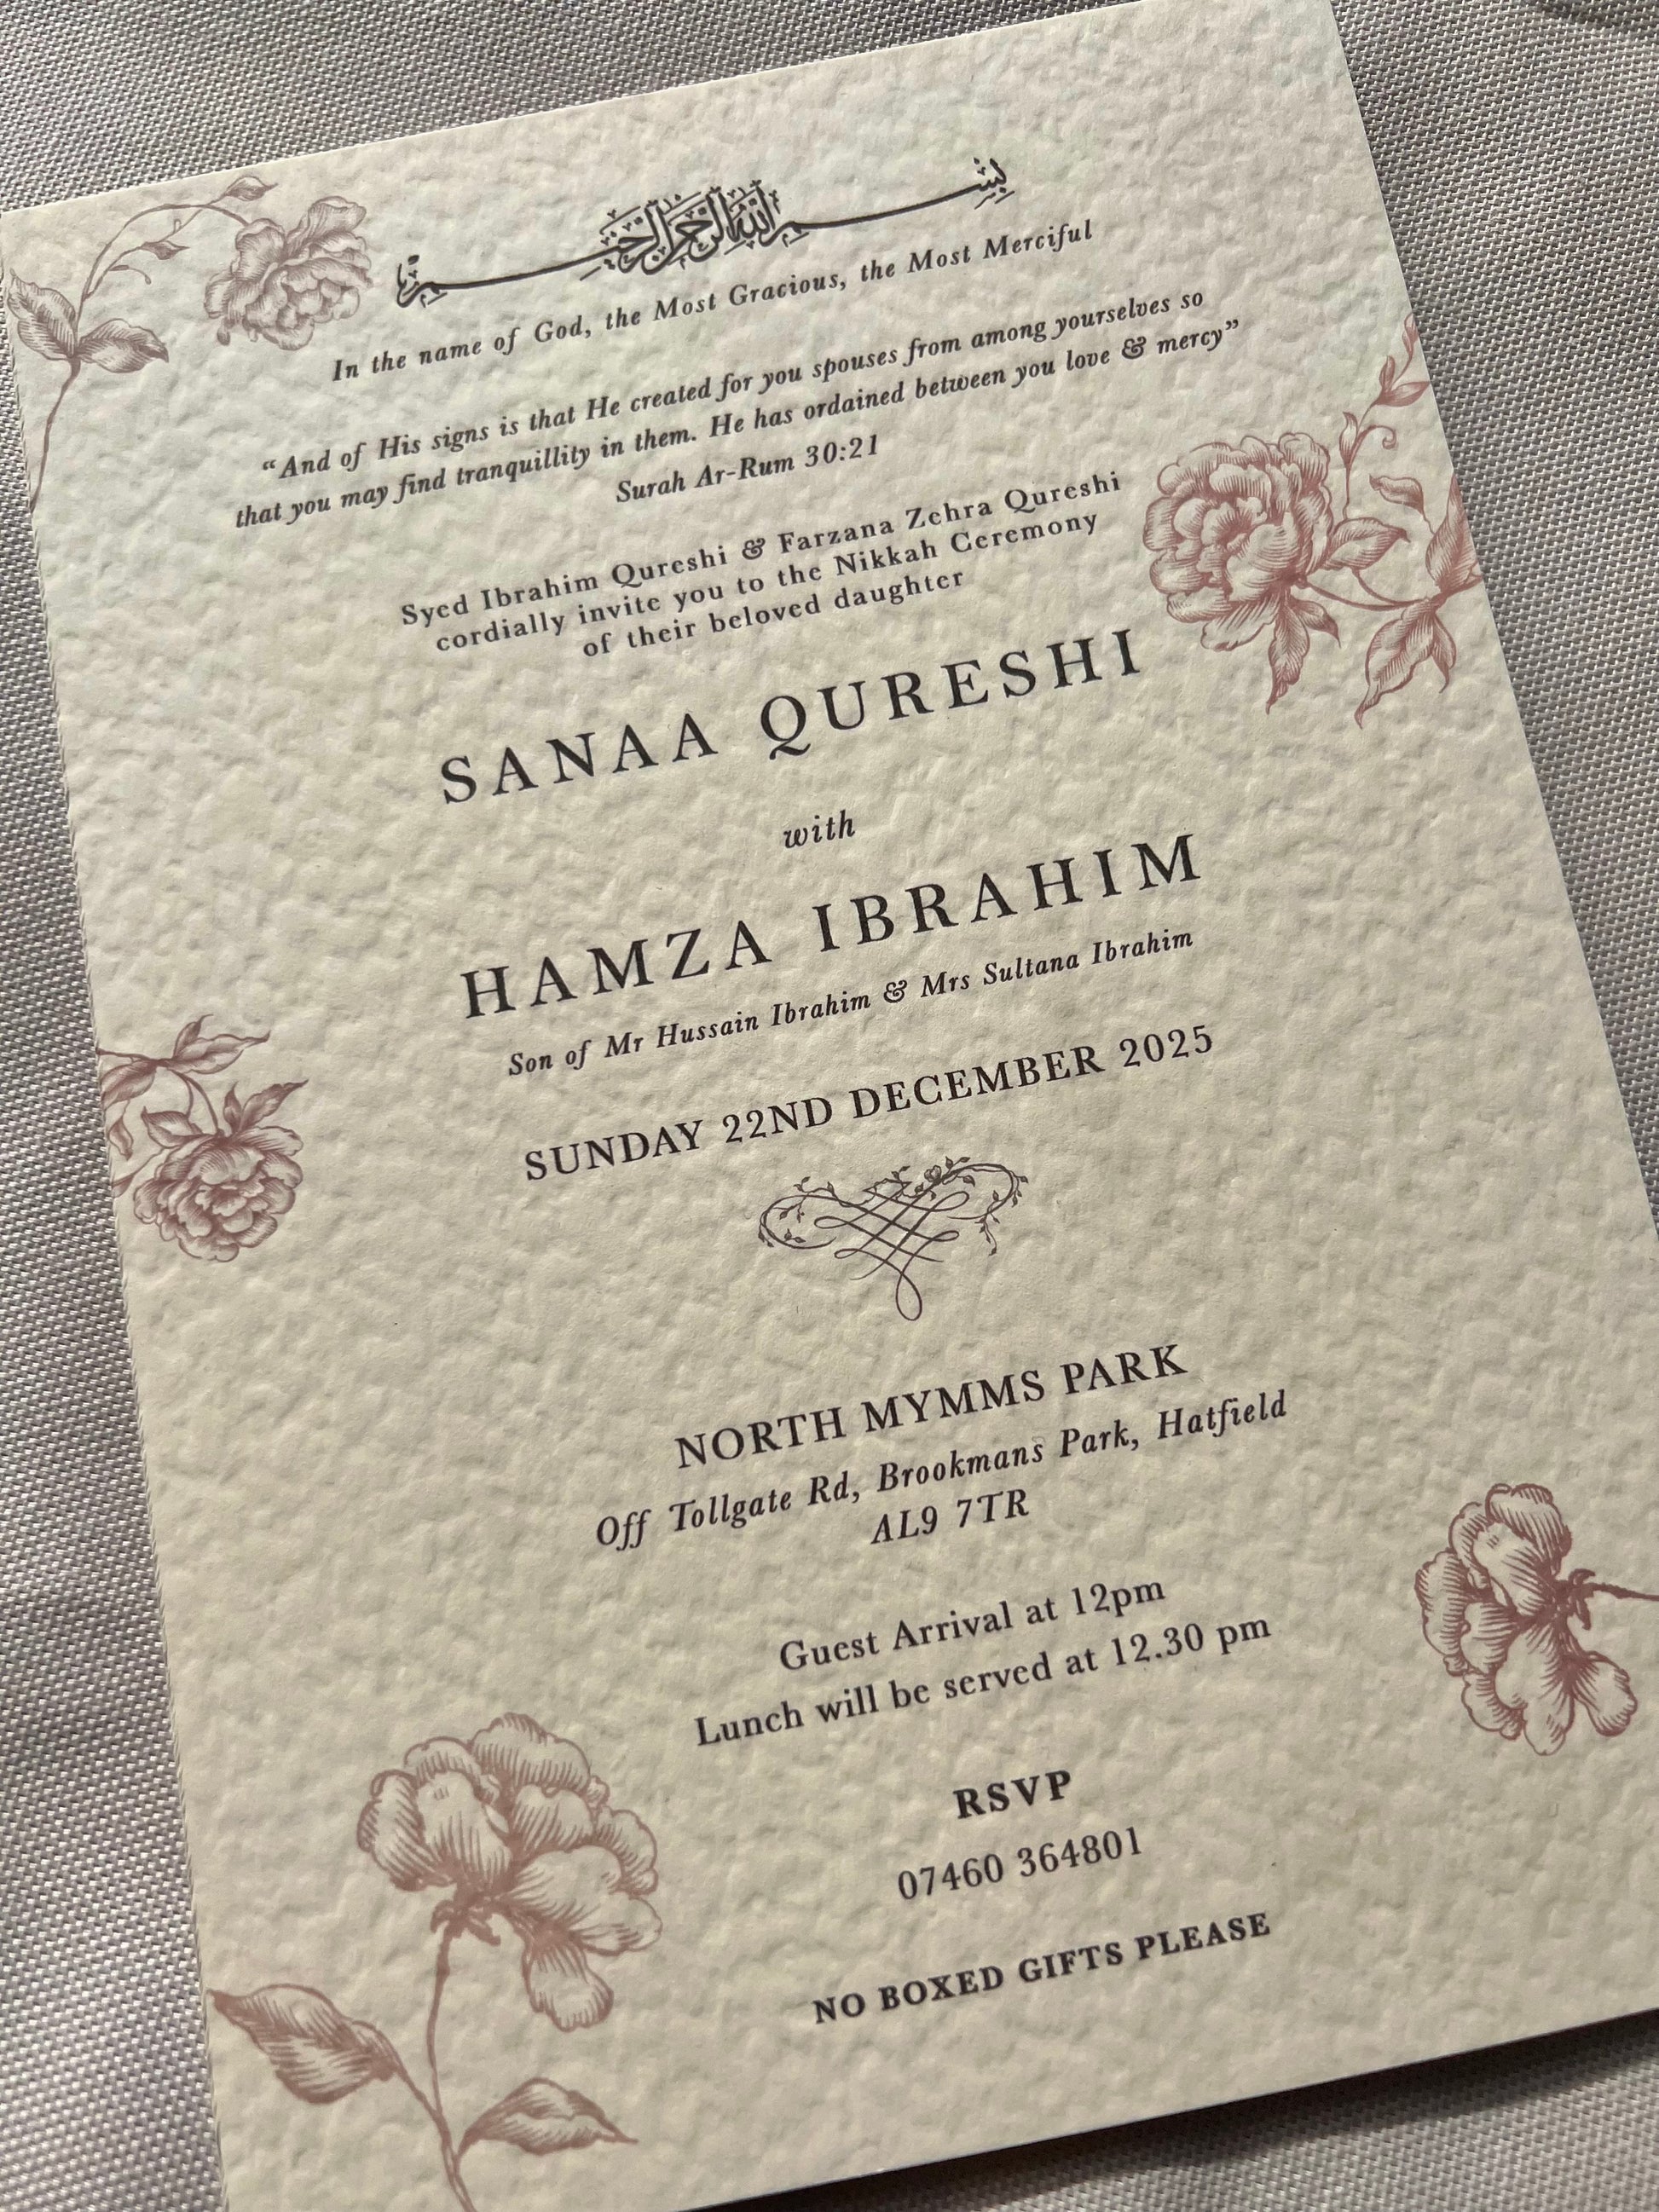 بسم الله الرحمن الرحيم
In the name of God, the Most Gracious, the Most Merciful
“And of His signs is that He created for you spouses from among yourselves so
that you may find tranquillity in them. He has ordained between you love & mercy”
Surah Ar-Rum 30:21
Syed Ibrahim Qureshi & Farzana Zehra Qureshi
cordially invite you to the Nikkah Ceremony
of their beloved daughter
SANAA QURESHI
with
HAMZA IBRAHIM
Son of Mr Hussain Ibrahim & Mrs Sultana Ibrahim
SUNDAY 22ND DECEMBER 2025
NORTH MYMMS PARK
Off Tollgate Rd, Brookmans Park, Hatfield
AL9 7TR
Guest Arrival at 12pm
Lunch will be served at 12.30 pm
RSVP
07460 364801
NO BOXED GIFTS PLEASE